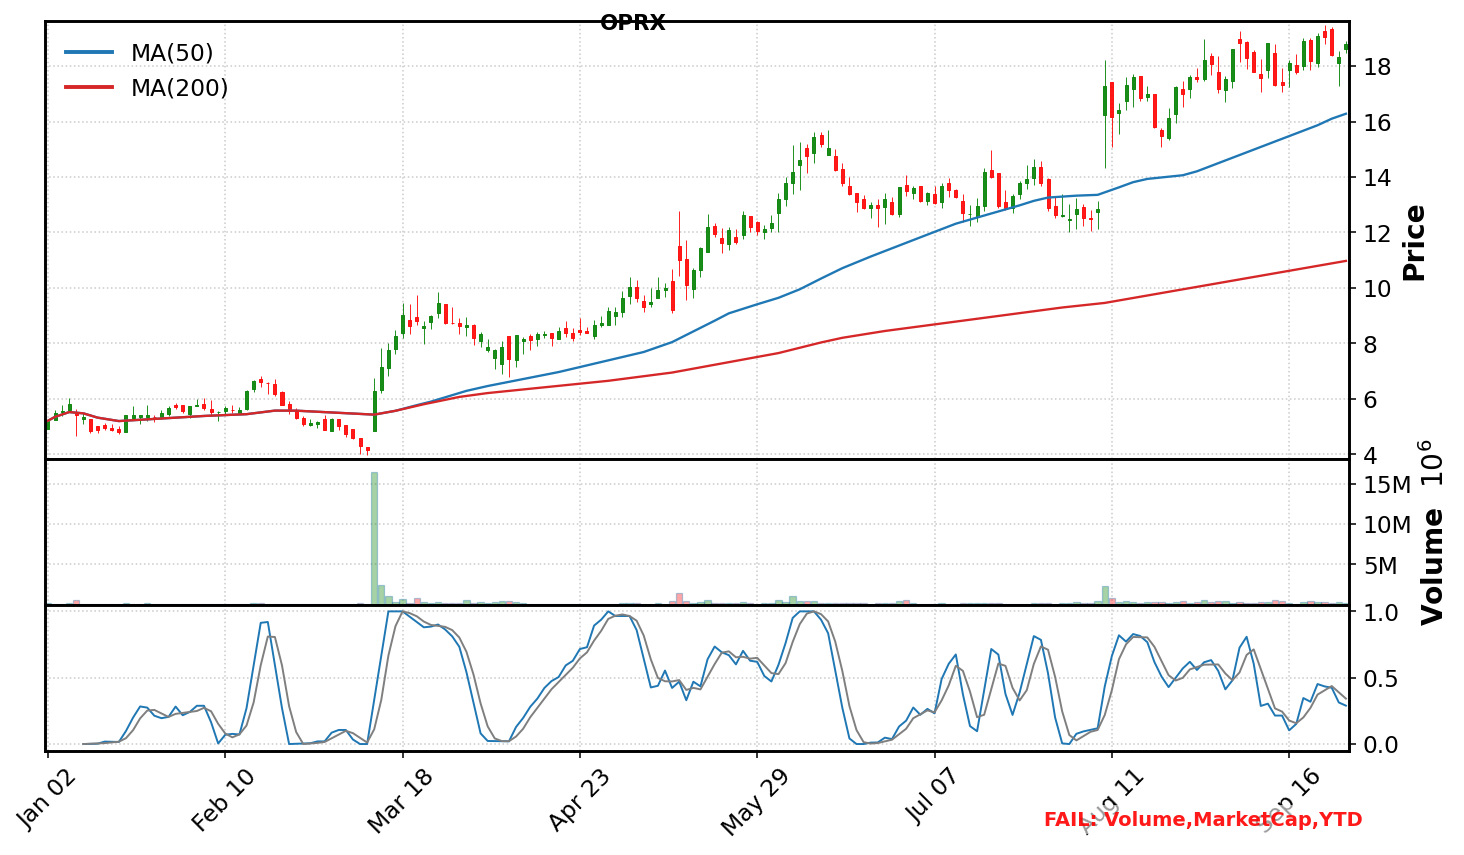 OPRX
MA(50)
MA(200)
18
16
14
12
10
8
6
4
Price
15M
10M
5M
Volume 10^6
1.0
0.5
0.0
Jan 02
Feb 10
Mar 18
Apr 23
May 29
Jul 07
Aug 11
Sep 16
FAIL: Volume,MarketCap,YTD